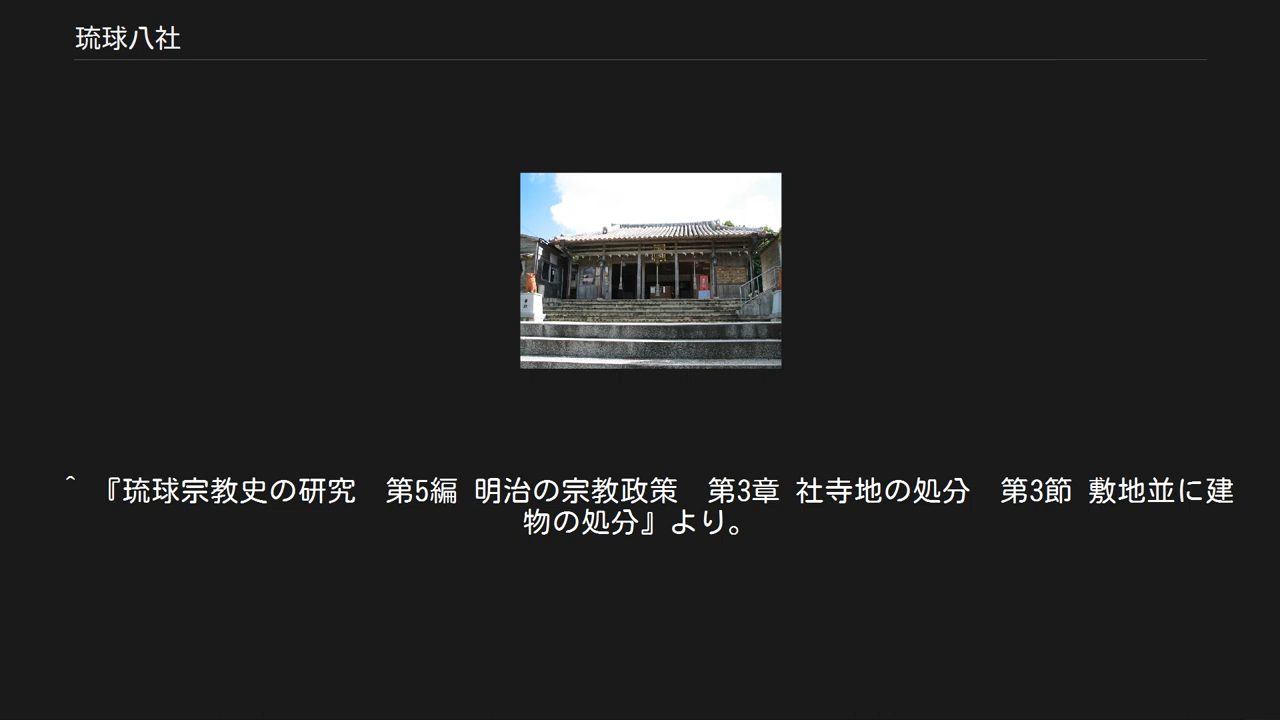 琉球八社
^ 『琉球宗教史の研究　第5編 明治の宗教政策　第3章 社寺地の処分　第3節 敷地並に建
物の処分』より。